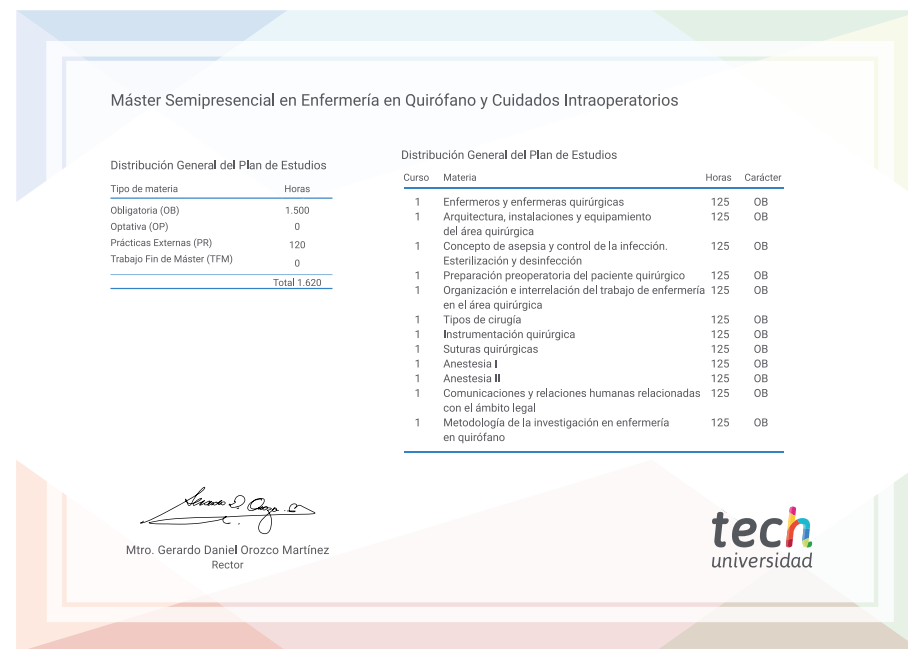 Máster Semipresencial en Enfermería en Quirófano y Cuidados Intraoperatorios
Distribución General del Plan de Estudios
Tipo de materia Horas
Obligatoria (OB) 1.500
Optativa (OP) 0
Prácticas Externas (PR) 120
Trabajo Fin de Máster (TFM) 0
Total 1.620
Distribución General del Plan de Estudios
Curso Materia Horas Carácter
1 Enfermeros y enfermeras quirúrgicas 125 OB
1 Arquitectura, instalaciones y equipamiento 125 OB
del área quirúrgica
1 Concepto de asepsia y control de la infección. 125 OB
Esterilización y desinfección
1 Preparación preoperatoria del paciente quirúrgico 125 OB
1 Organización e interrelación del trabajo de enfermería 125 OB
en el área quirúrgica
1 Tipos de cirugía 125 OB
1 Instrumentación quirúrgica 125 OB
1 Suturas quirúrgicas 125 OB
1 Anestesia I 125 OB
1 Anestesia II 125 OB
1 Comunicaciones y relaciones humanas relacionadas 125 OB
con el ámbito legal
1 Metodología de la investigación en enfermería 125 OB
en quirófano
Mtro. Gerardo Daniel Orozco Martínez
Rector
tech
universidad